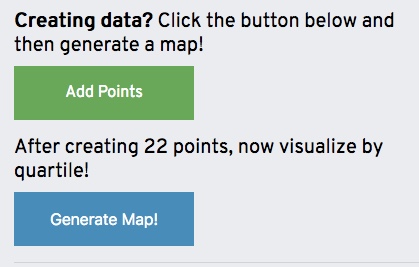 Creating data? Click the button below and
then generate a map!
Add Points
After creating 22 points, now visualize by
quartile!
Generate Map!